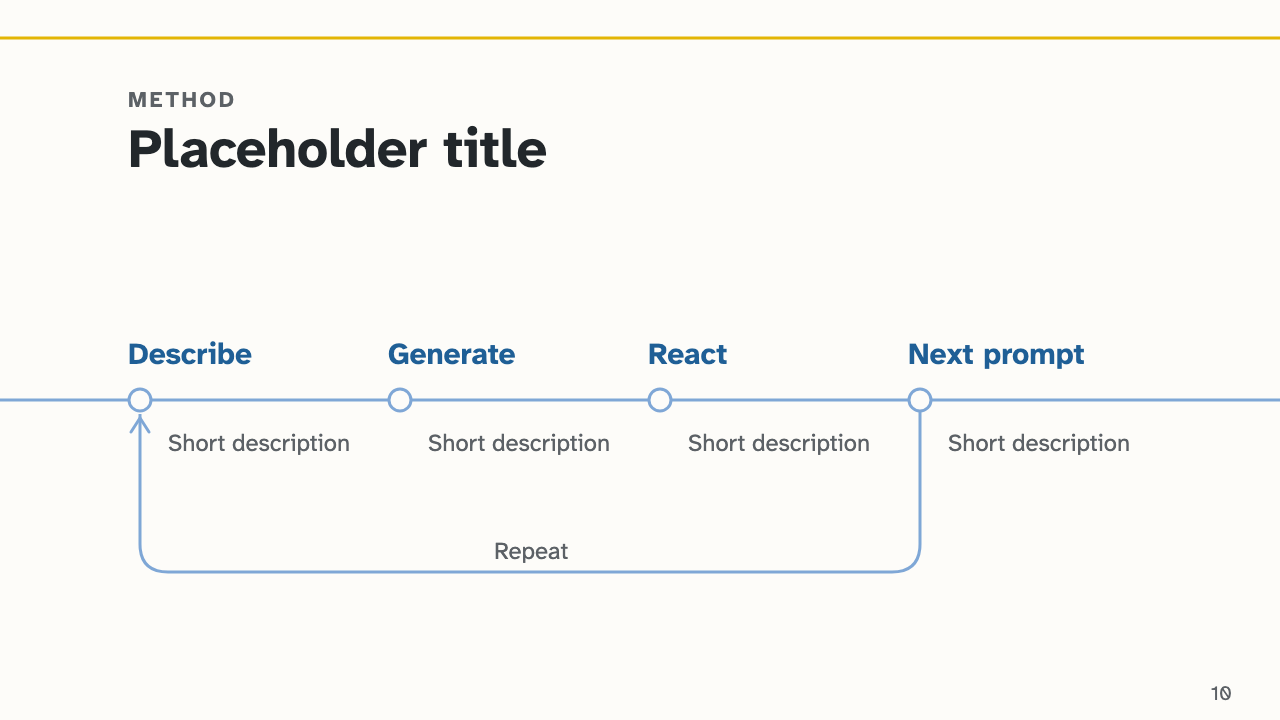 METHOD
Placeholder title
Describe
Generate
React
Next prompt
Short description
Short description
Short description
Short description
Repeat
10